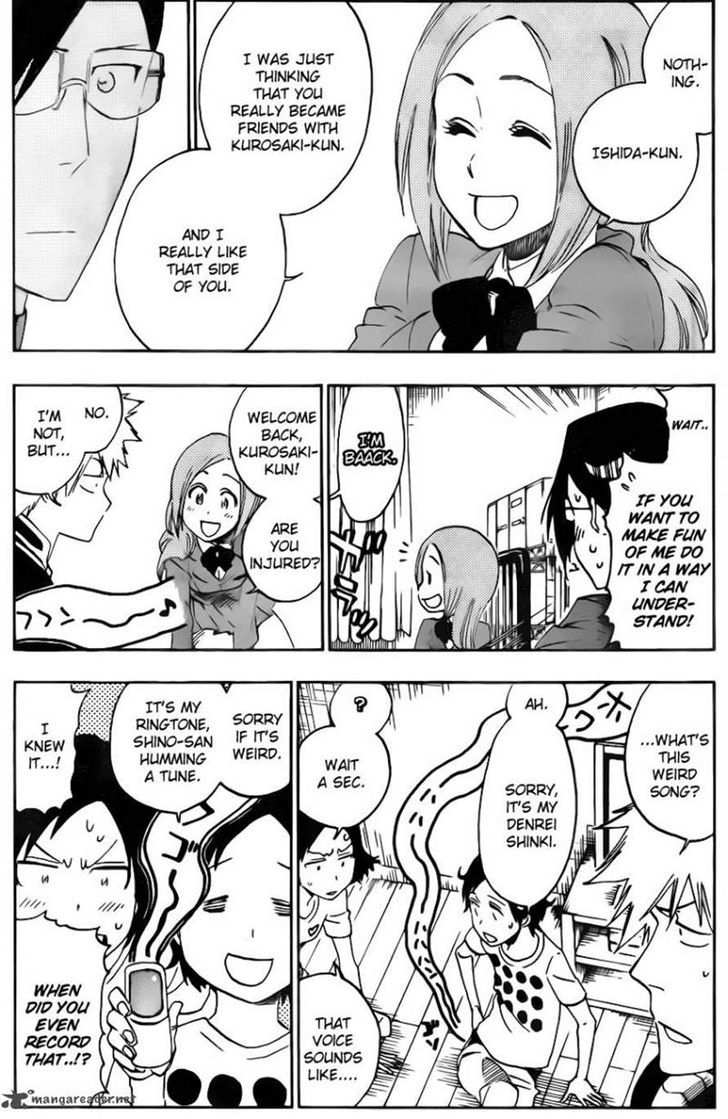 NOTH-
ING.
ISHIDA-KUN.
I WAS JUST
THINKING
THAT YOU
REALLY BECAME
FRIENDS WITH
KUROSAKI-KUN.
AND I
REALLY LIKE
THAT SIDE
OF YOU.
WAIT..
IF YOU
WANT TO
MAKE FUN
OF ME DO
IT IN A WAY
I CAN
UNDER-
STAND!
I'M
BAACK.
WELCOME
BACK,
KUROSAKI-
KUN!
ARE
YOU
INJURED?
NO.
I'M
NOT,
BUT...
フフフン♪
...WHAT'S
THIS
WEIRD
SONG?
AH.
SORRY,
IT'S MY
DENREI
SHINKI.
?
WAIT
A SEC.
THAT
VOICE
SOUNDS
LIKE....
SORRY
IF IT'S
WEIRD.
IT'S MY
RINGTONE,
SHINO-SAN
HUMMING
A TUNE.
I
KNEW
IT...!
WHEN
DID YOU
EVEN
RECORD
THAT..!?
mangareader.net